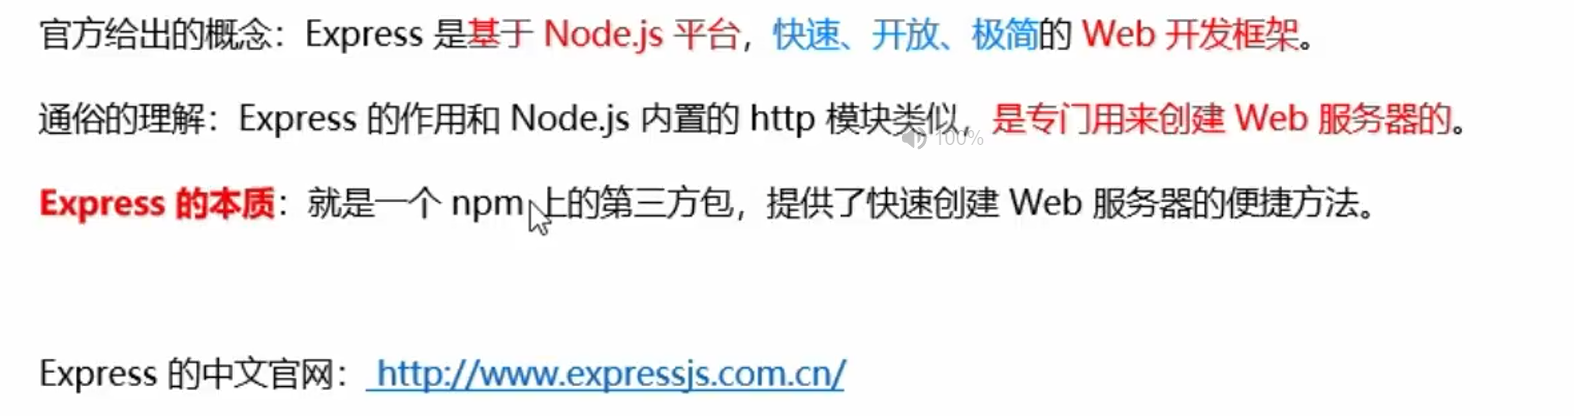 官方给出的概念：Express 是基于 Node.js 平台，快速、开放、极简的 Web 开发框架。
通俗的理解：Express 的作用和 Node.js 内置的 http 模块类似，是专门用来创建 Web 服务器的。
100%
Express 的本质：就是一个 npm 上的第三方包，提供了快速创建 Web 服务器的便捷方法。
Express 的中文官网： http://www.expressjs.com.cn/